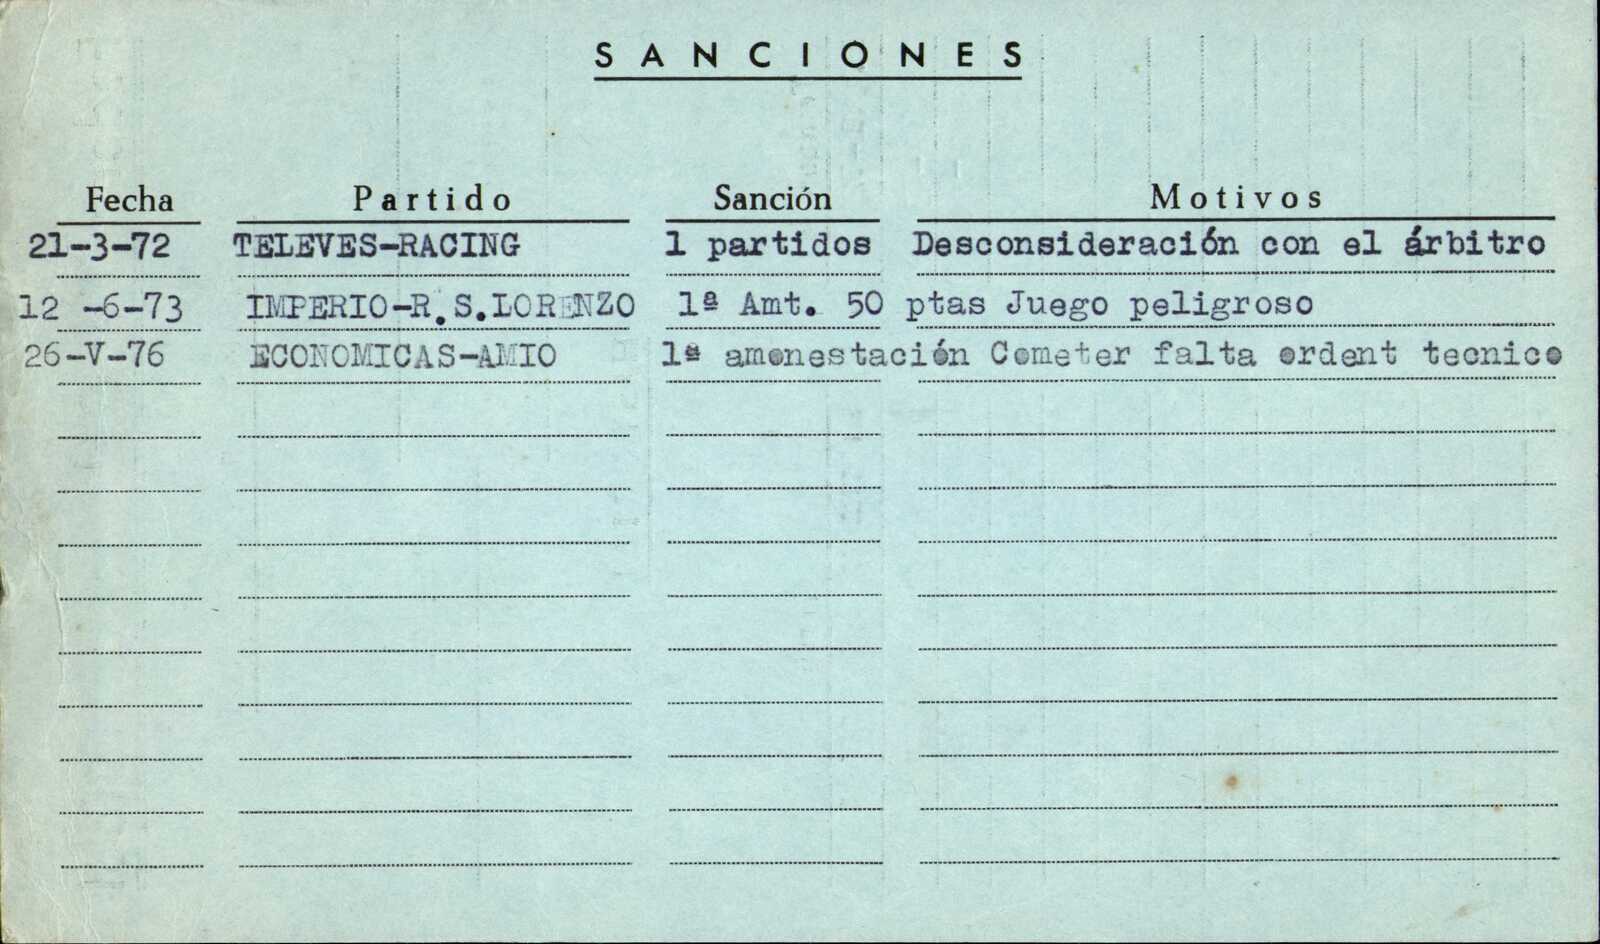 SANCIONES
Fecha Partido Sanción Motivos
21-3-72 TELEVES-RACING 1 partidos Desconsideración con el árbitro
12 -6-73 IMPERIO-R.S.LORENZO 1ª Amt. 50 ptas Juego peligroso
26-V-76 ECONOMICAS-AMIO 1ª amonestación Cometer falta ordent tecnico